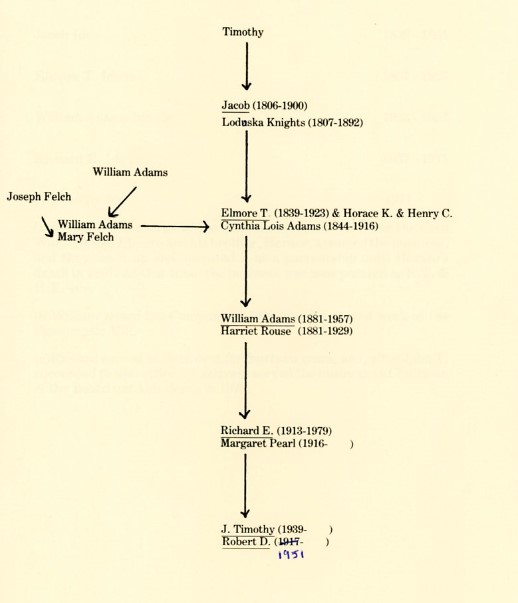 Timothy
Jacob (1806-1900)
Loduska Knights (1807-1892)
William Adams
Joseph Felch
William Adams
Mary Felch
Elmore T. (1839-1923) & Horace K. & Henry C.
Cynthia Lois Adams (1844-1916)
William Adams (1881-1957)
Harriet Rouse (1881-1929)
Richard E. (1913-1979)
Margaret Pearl (1916- )
J. Timothy (1939- )
Robert D. (1917- )
1951